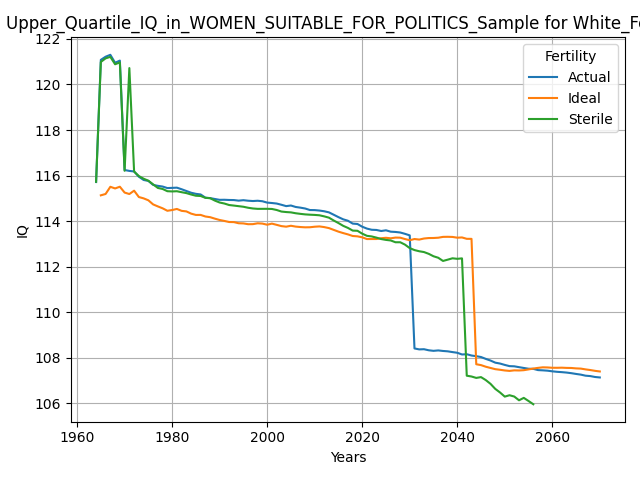 Upper_Quartile_IQ_in_WOMEN_SUITABLE_FOR_POLITICS_Sample for White_Fe
122
120
118
116
114
112
110
108
106
IQ
1960
1980
2000
2020
2040
2060
Years
Fertility
Actual
Ideal
Sterile